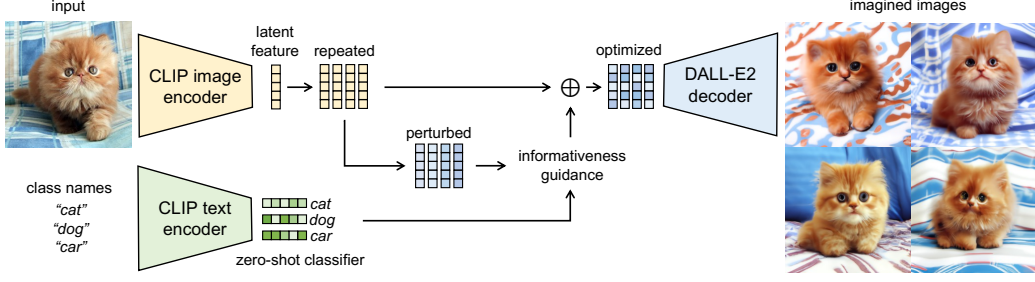 input
imagined images
latent
feature
repeated
optimized
CLIP image
encoder
DALL-E2
decoder
perturbed
informativeness
guidance
class names
“cat”
“dog”
“car”
CLIP text
encoder
cat
dog
car
zero-shot classifier